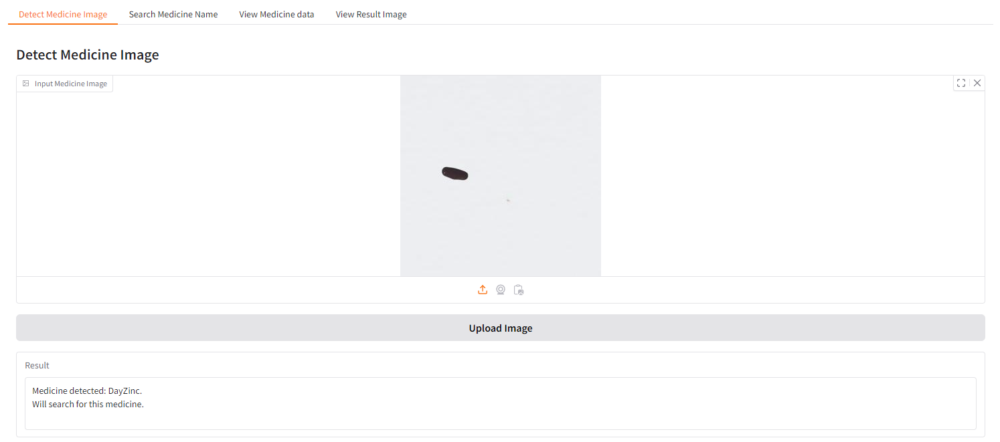 Detect Medicine Image
Search Medicine Name
View Medicine data
View Result Image
Detect Medicine Image
Input Medicine Image
Upload Image
Result
Medicine detected: DayZinc.
Will search for this medicine.